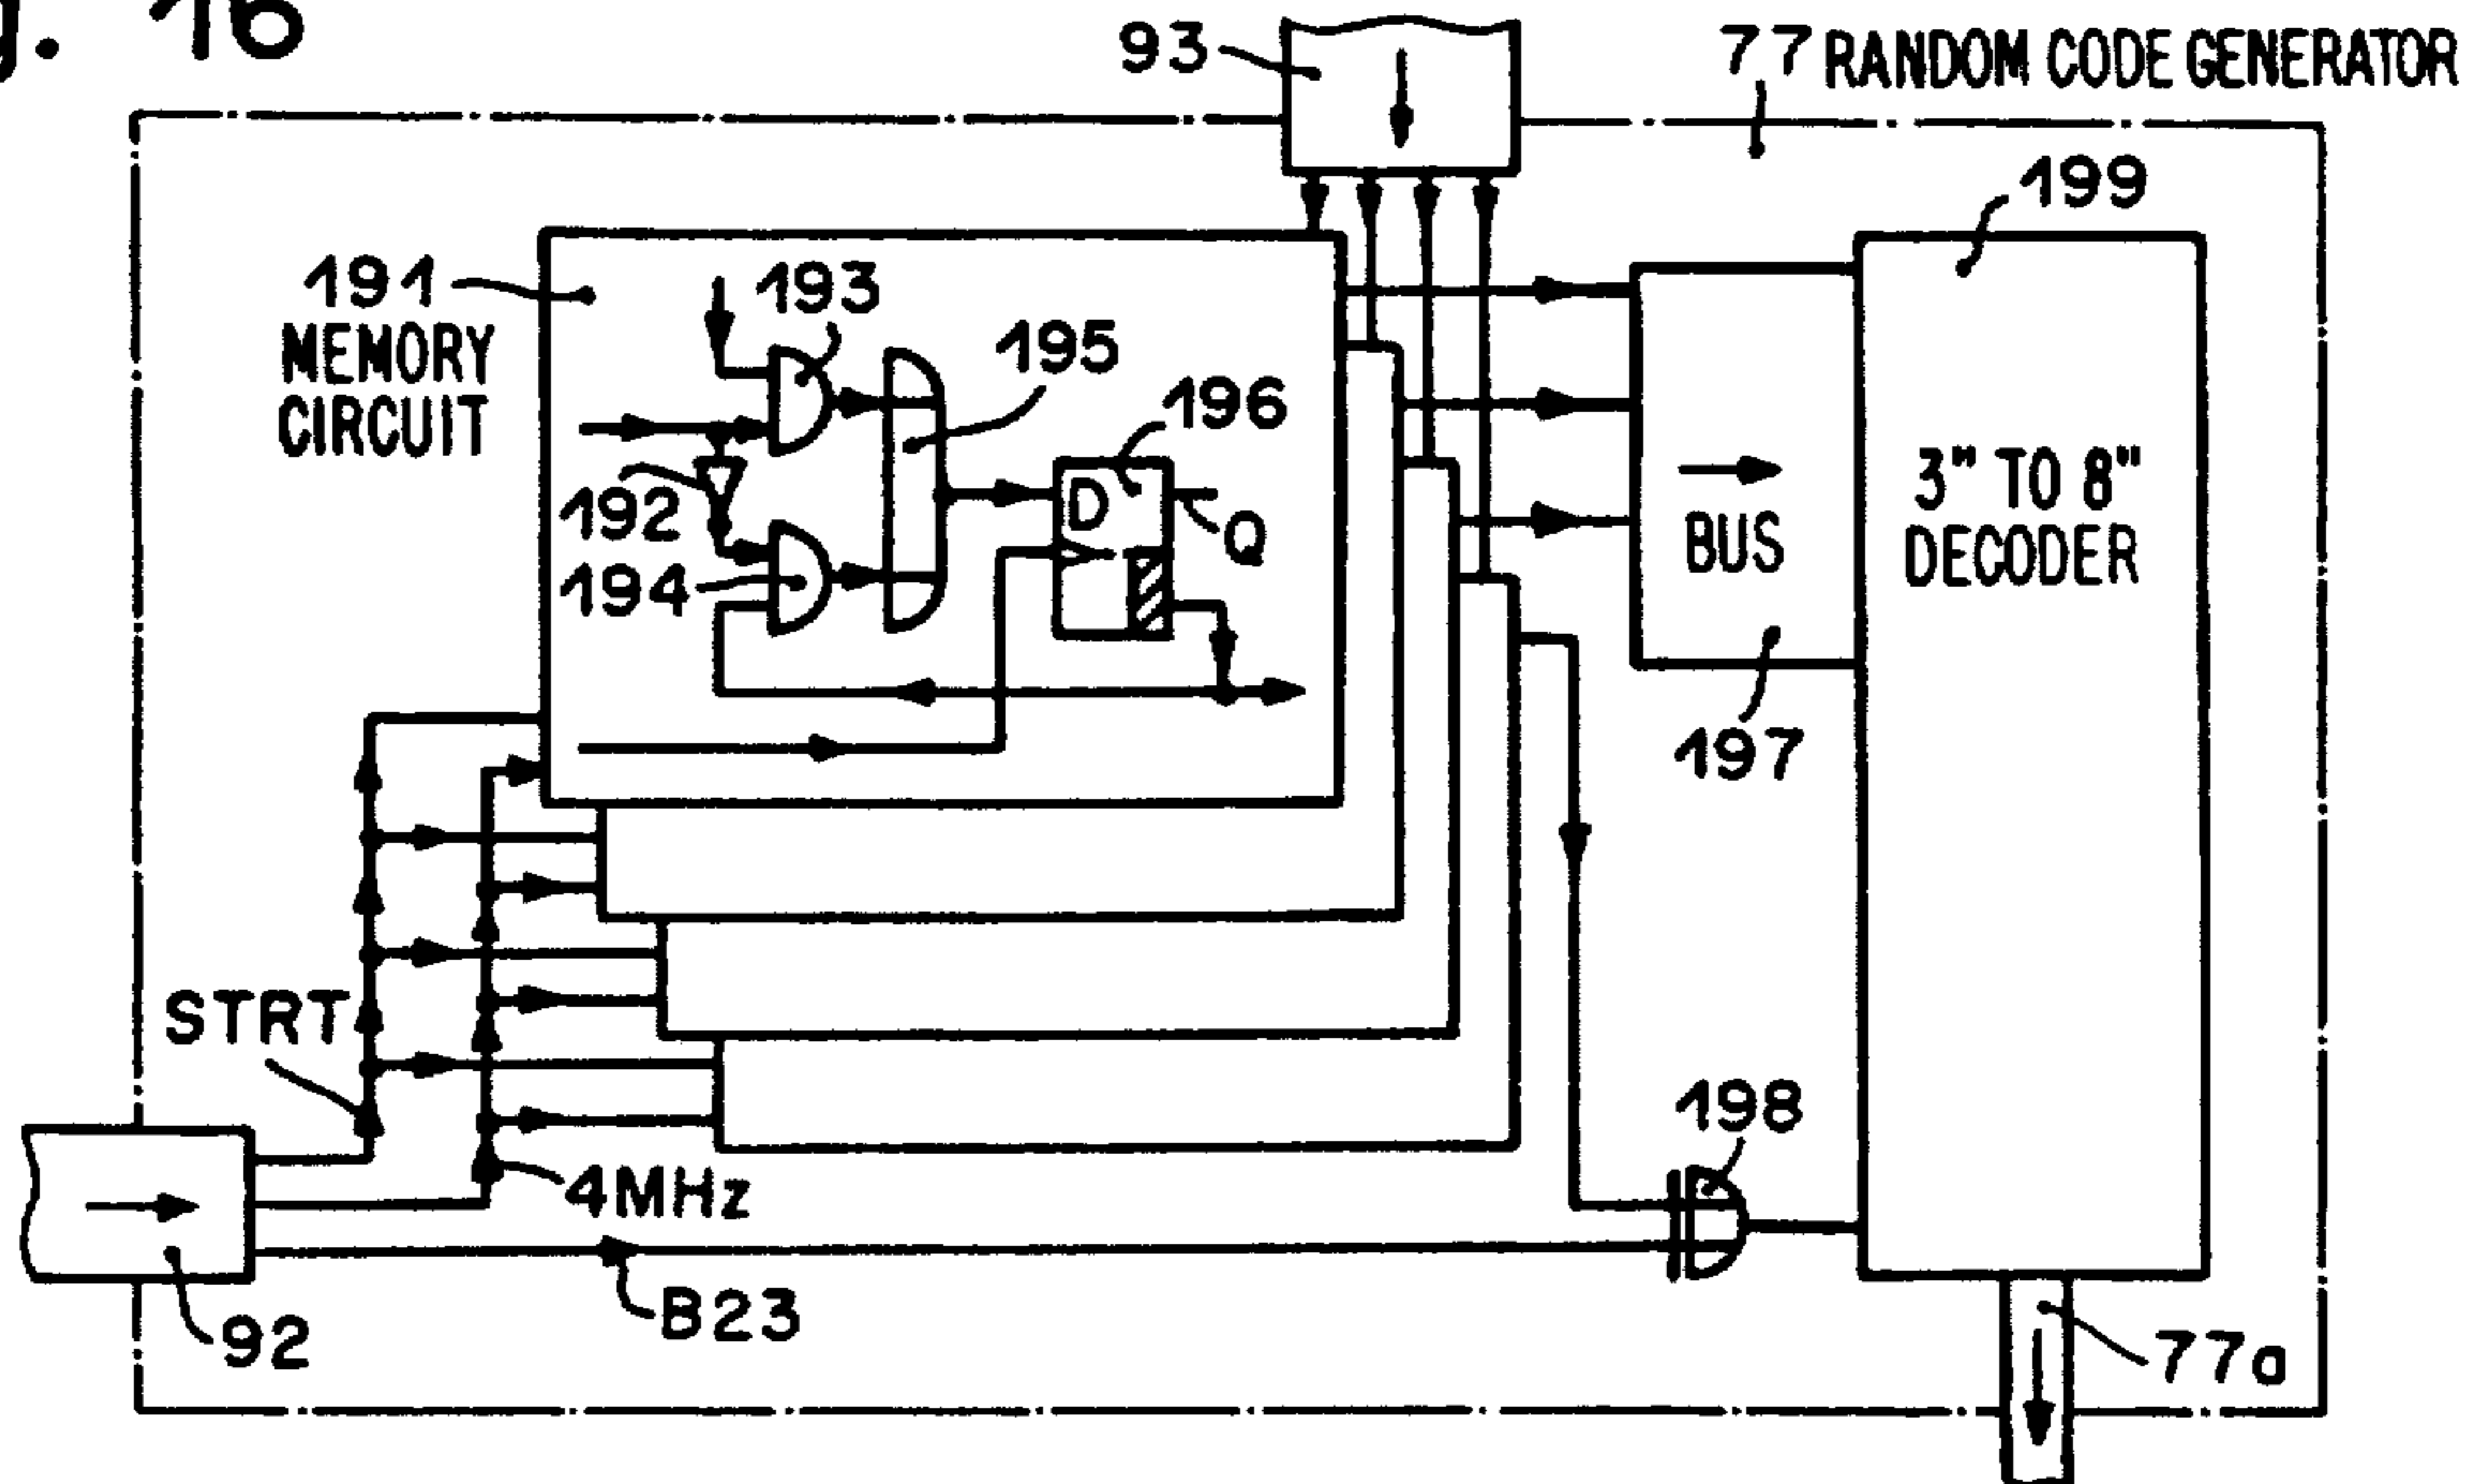 g. 16
93
77 RANDOM CODE GENERATOR
199
191
MEMORY
CIRCUIT
193
195
196
192
194
D
Q
BUS
3" TO 8"
DECODER
197
STRT
198
4MHz
B23
92
77a